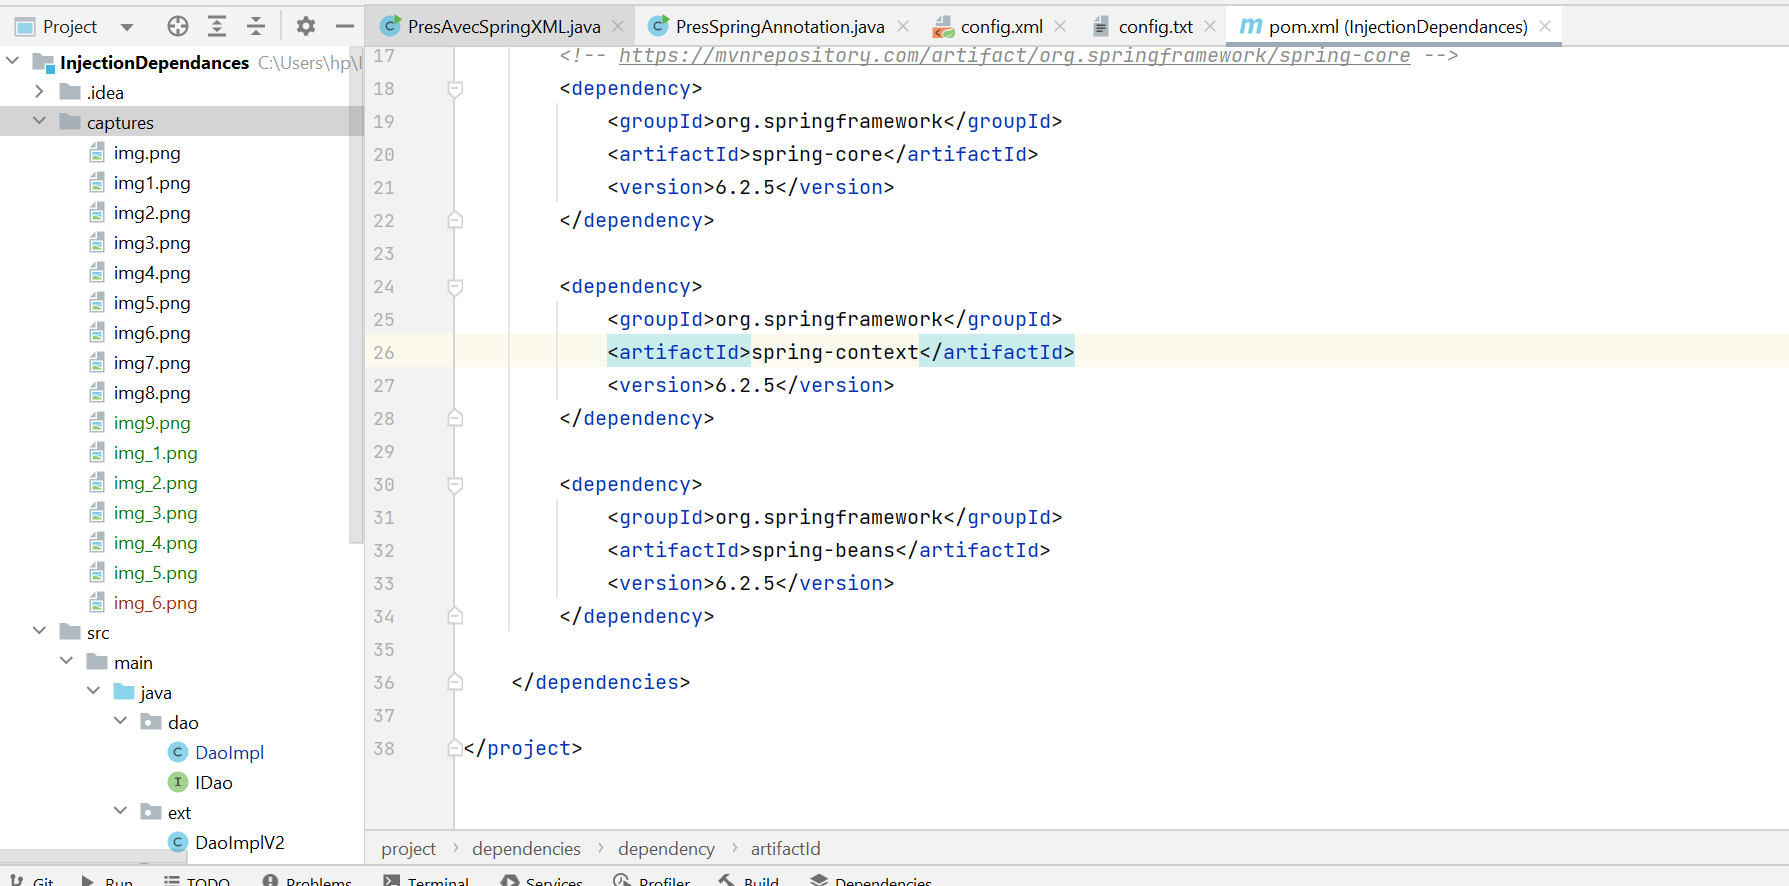 Project
PresAvecSpringXML.java
PresSpringAnnotation.java
config.xml
config.txt
m pom.xml (InjectionDependances)
InjectionDependances C:\Users\hp\I
.idea
captures
img.png
img1.png
img2.png
img3.png
img4.png
img5.png
img6.png
img7.png
img8.png
img9.png
img_1.png
img_2.png
img_3.png
img_4.png
img_5.png
img_6.png
src
main
java
dao
C DaoImpl
I IDao
ext
C DaoImplV2
17 <!-- https://mvnrepository.com/artifact/org.springframework/spring-core -->
18 <dependency>
19 <groupId>org.springframework</groupId>
20 <artifactId>spring-core</artifactId>
21 <version>6.2.5</version>
22 </dependency>
23
24 <dependency>
25 <groupId>org.springframework</groupId>
26 <artifactId>spring-context</artifactId>
27 <version>6.2.5</version>
28 </dependency>
29
30 <dependency>
31 <groupId>org.springframework</groupId>
32 <artifactId>spring-beans</artifactId>
33 <version>6.2.5</version>
34 </dependency>
35
36 </dependencies>
37
38 </project>
project > dependencies > dependency > artifactId
Git Run TODO Problems Terminal Services Profiler Build Dependencies